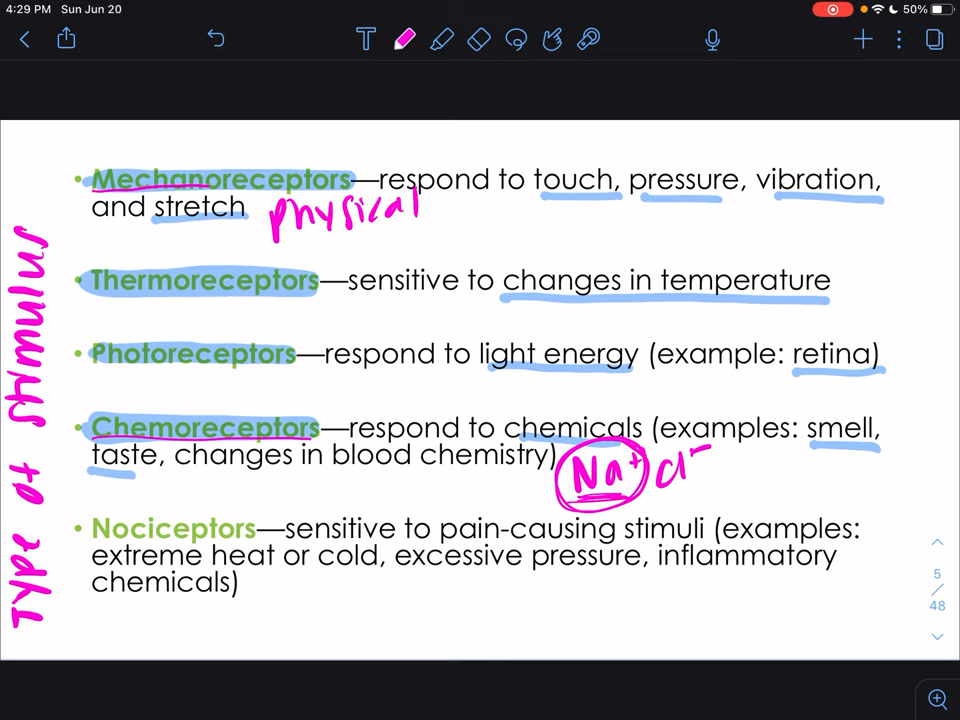 4:29 PM Sun Jun 20
50%
• Mechanoreceptors—respond to touch, pressure, vibration,
and stretch
physical
• Thermoreceptors—sensitive to changes in temperature
• Photoreceptors—respond to light energy (example: retina)
• Chemoreceptors—respond to chemicals (examples: smell,
taste, changes in blood chemistry)
Na+ Cl-
• Nociceptors—sensitive to pain-causing stimuli (examples:
extreme heat or cold, excessive pressure, inflammatory
chemicals)
Type of stimulus
5
/
48